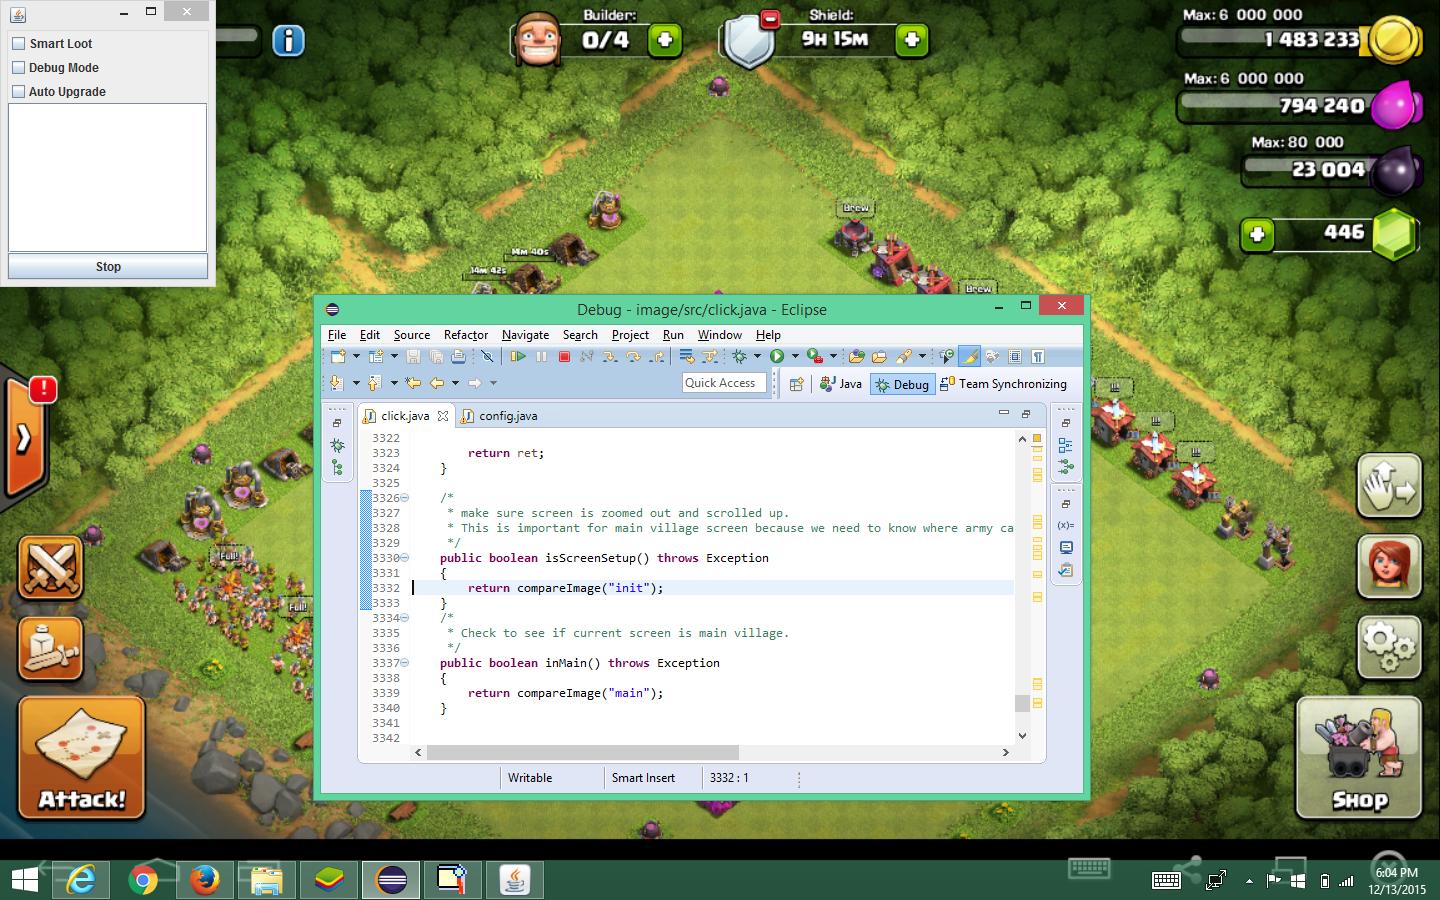 Smart Loot
Debug Mode
Auto Upgrade
Stop
Builder:
0/4
Shield:
9H 15M
Max: 6 000 000
1 483 233
Max: 6 000 000
794 240
Max: 80 000
23 004
446
Brew
14M 40s
14M 42s
Brew
Debug - image/src/click.java - Eclipse
File Edit Source Refactor Navigate Search Project Run Window Help
Quick Access
Java
Debug
Team Synchronizing
click.java
config.java
3322
3323 return ret;
3324 }
3325
3326 /*
3327 * make sure screen is zoomed out and scrolled up.
3328 * This is important for main village screen because we need to know where army ca
3329 */
3330 public boolean isScreenSetup() throws Exception
3331 {
3332 return compareImage("init");
3333 }
3334 /*
3335 * Check to see if current screen is main village.
3336 */
3337 public boolean inMain() throws Exception
3338 {
3339 return compareImage("main");
3340 }
3341
3342
Writable
Smart Insert
3332 : 1
(x)=
!
Full!
Full!
Attack!
Shop
6:04 PM
12/13/2015